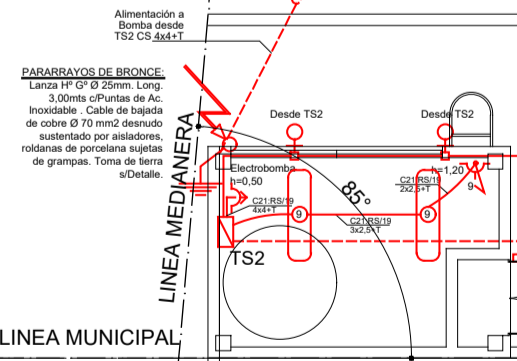 Alimentación a
Bomba desde
TS2 CS 4x4+T
PARARRAYOS DE BRONCE:
Lanza Hº Gº Ø 25mm. Long.
3,00mts c/Puntas de Ac.
Inoxidable . Cable de bajada
de cobre Ø 70 mm2 desnudo
sustentado por aisladores,
roldanas de porcelana sujetas
de grampas. Toma de tierra
s/Detalle.
LINEA MEDIANERA
Desde TS2
Desde TS2
Electrobomba
h=0,50
h=1,20
C21:RS/19
4x4+T
C21:RS/19
2x2,5+T
9
85°
9
9
C21:RS/19
3x2,5+T
TS2
LINEA MUNICIPAL